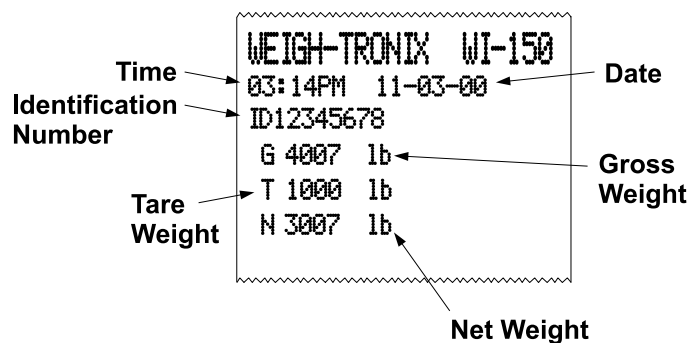 WEIGH-TRONIX WI-150
Time
03:14PM 11-03-00
Date
Identification
Number
ID12345678
G 4007 lb
Gross
Weight
T 1000 lb
Tare
Weight
N 3007 lb
Net Weight